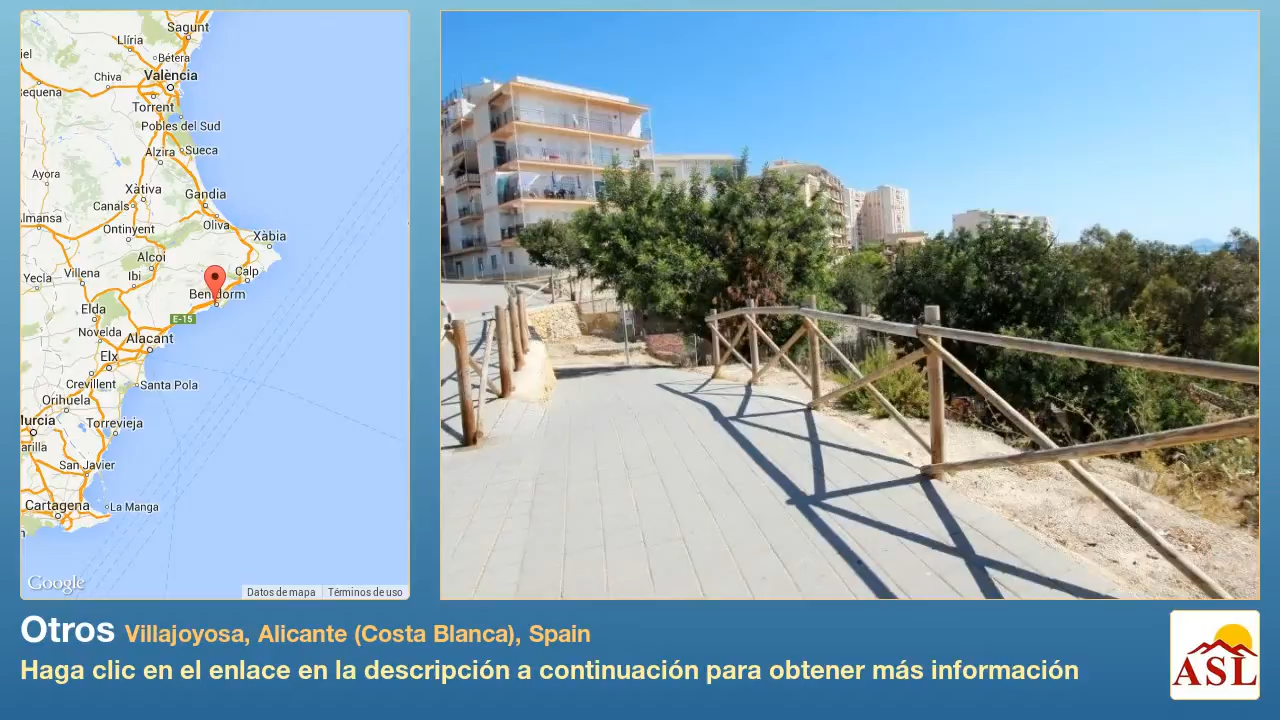 Sagunt
Llíria
Bétera
Chiva
València
equena
Torrent
Pobles del Sud
Alzira
Sueca
Ayora
Xàtiva
Gandia
Canals
lmansa
Oliva
Ontinyent
Xàbia
Alcoi
Yecla
Villena
Ibi
Calp
Benidorm
Elda
E-15
Novelda
Alacant
Elx
Crevillent
Santa Pola
Orihuela
Murcia
Torrevieja
arilla
San Javier
Cartagena
La Manga
Google
Datos de mapa
Términos de uso
Otros Villajoyosa, Alicante (Costa Blanca), Spain
Haga clic en el enlace en la descripción a continuación para obtener más información
ASL